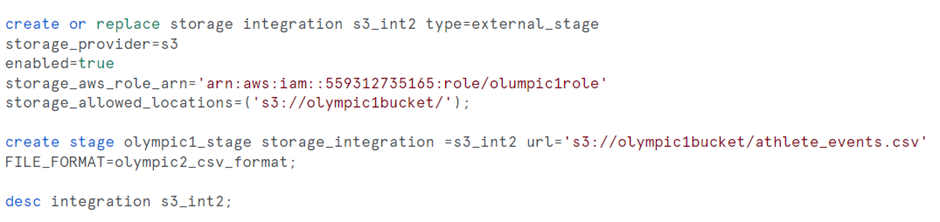 create or replace storage integration s3_int2 type=external_stage
storage_provider=s3
enabled=true
storage_aws_role_arn='arn:aws:iam::559312735165:role/olumpic1role'
storage_allowed_locations=('s3://olympic1bucket/');
create stage olympic1_stage storage_integration =s3_int2 url='s3://olympic1bucket/athlete_events.csv'
FILE_FORMAT=olympic2_csv_format;
desc integration s3_int2;